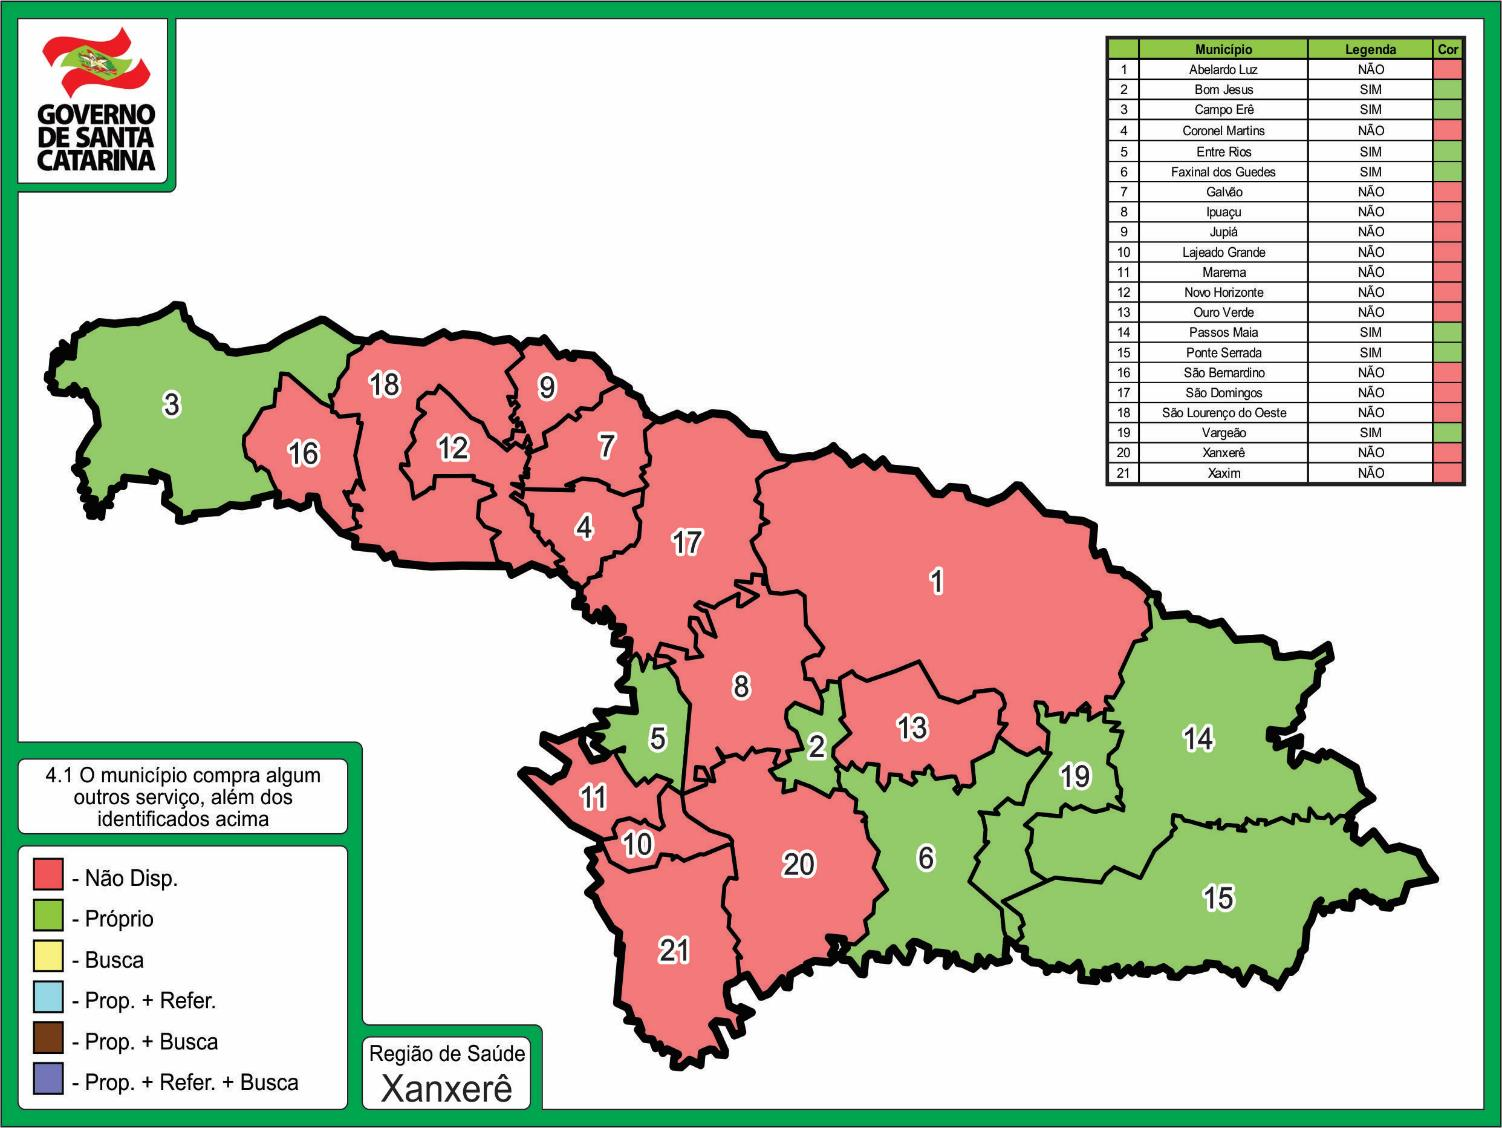 GOVERNO
DE SANTA
CATARINA
Município Legenda Cor
1 Abelardo Luz NÃO
2 Bom Jesus SIM
3 Campo Erê SIM
4 Coronel Martins NÃO
5 Entre Rios SIM
6 Faxinal dos Guedes SIM
7 Galvão NÃO
8 Ipuaçu NÃO
9 Jupiá NÃO
10 Lajeado Grande NÃO
11 Marema NÃO
12 Novo Horizonte NÃO
13 Ouro Verde NÃO
14 Passos Maia SIM
15 Ponte Serrada SIM
16 São Bernardino NÃO
17 São Domingos NÃO
18 São Lourenço do Oeste NÃO
19 Vargeão SIM
20 Xanxerê NÃO
21 Xaxim NÃO
3
18
9
16
12
7
4
17
1
8
5
2
13
14
19
11
10
20
6
15
21
4.1 O município compra algum
outros serviço, além dos
identificados acima
- Não Disp.
- Próprio
- Busca
- Prop. + Refer.
- Prop. + Busca
- Prop. + Refer. + Busca
Região de Saúde
Xanxerê